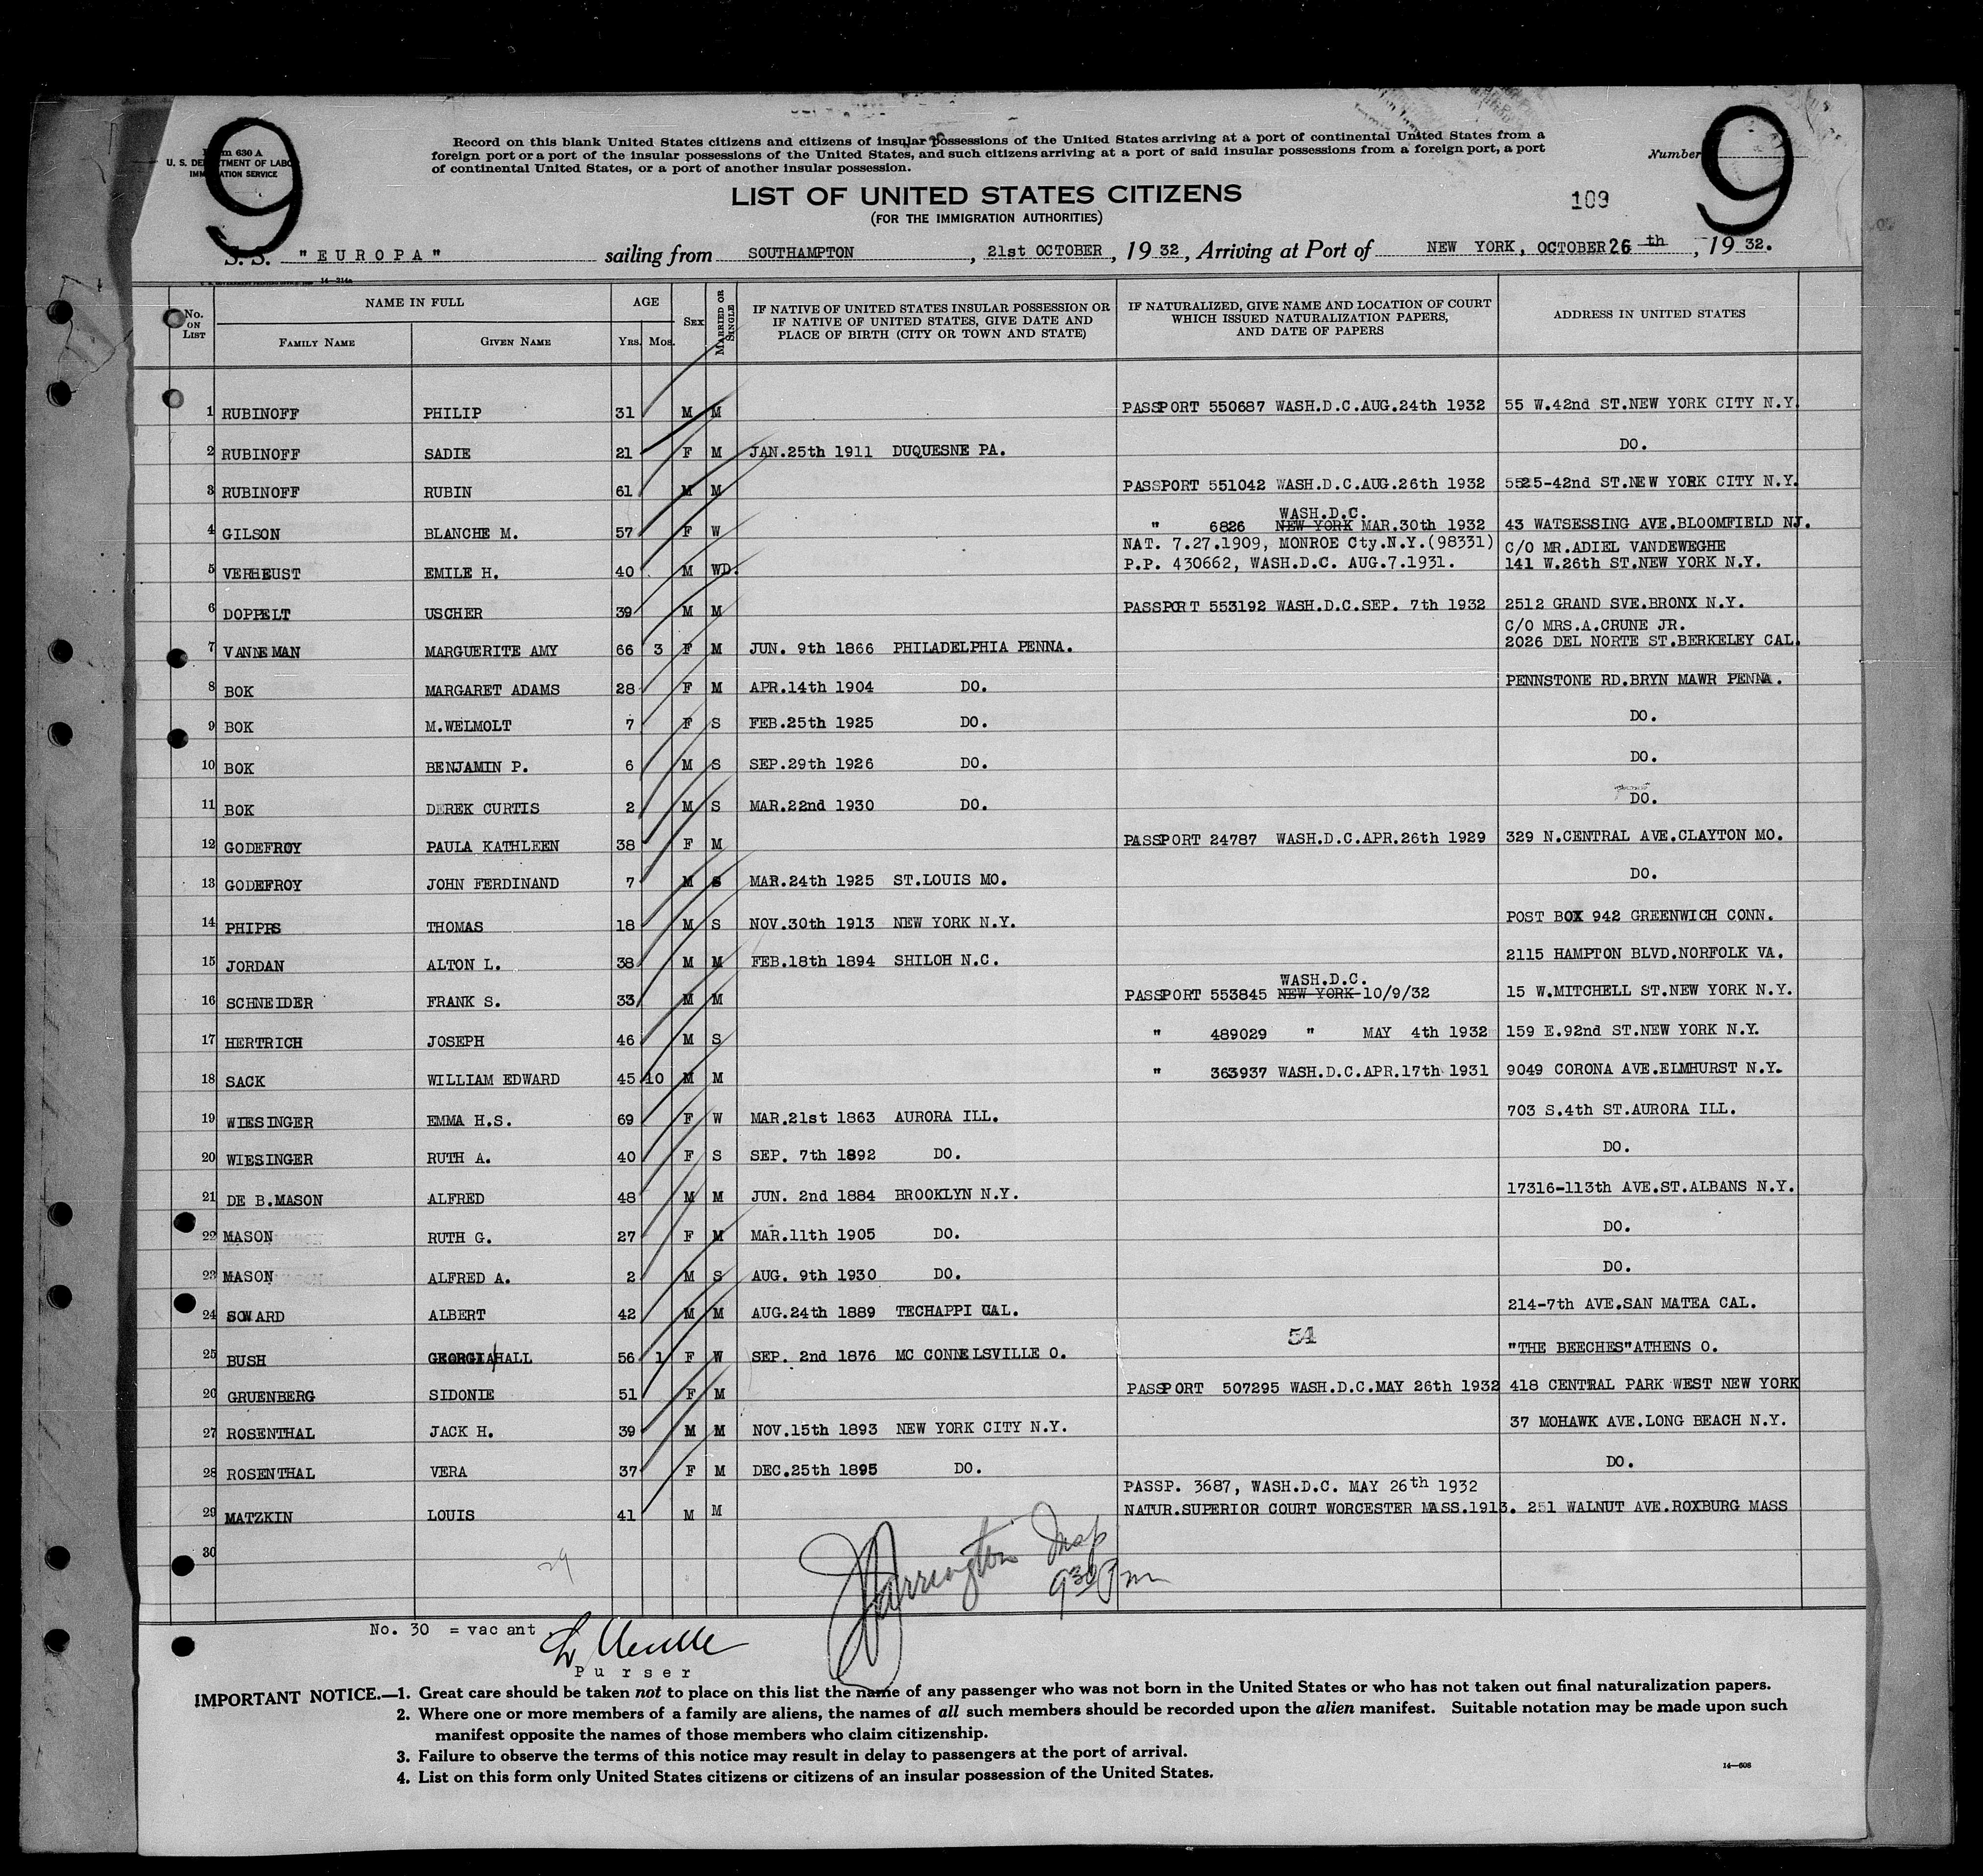 9
9
Form 630 A
U. S. DEPARTMENT OF LABOR
IMMIGRATION SERVICE
Record on this blank United States citizens and citizens of insular possessions of the United States arriving at a port of continental United States from a
foreign port or a port of the insular possessions of the United States, and such citizens arriving at a port of said insular possessions from a foreign port, a port
of continental United States, or a port of another insular possession.
Number
LIST OF UNITED STATES CITIZENS
(FOR THE IMMIGRATION AUTHORITIES)
109
S. S. "EUROPA" sailing from SOUTHAMPTON, 21st OCTOBER, 1932, Arriving at Port of NEW YORK, OCTOBER 26th, 1932.
14—214a
No. ON LIST NAME IN FULL FAMILY NAME GIVEN NAME AGE YRS. MOS. SEX MARRIED OR SINGLE IF NATIVE OF UNITED STATES INSULAR POSSESSION OR IF NATIVE OF UNITED STATES, GIVE DATE AND PLACE OF BIRTH (CITY OR TOWN AND STATE) IF NATURALIZED, GIVE NAME AND LOCATION OF COURT WHICH ISSUED NATURALIZATION PAPERS, AND DATE OF PAPERS ADDRESS IN UNITED STATES
1 RUBINOFF PHILIP 31 M M PASSPORT 550687 WASH.D.C.AUG.24th 1932 55 W.42nd ST.NEW YORK CITY N.Y.
2 RUBINOFF SADIE 21 F M JAN.25th 1911 DUQUESNE PA. DO.
3 RUBINOFF RUBIN 61 M M PASSPORT 551042 WASH.D.C.AUG.26th 1932 5525-42nd ST.NEW YORK CITY N.Y.
WASH.D.C.
4 GILSON BLANCHE M. 57 F W " 6826 NEW YORK MAR.30th 1932 43 WATSESSING AVE.BLOOMFIELD NJ.
NAT. 7.27.1909, MONROE Cty.N.Y.(98331) C/O MR.ADIEL VANDEWEGHE
5 VERHEUST EMILE H. 40 M WD. P.P. 430662, WASH.D.C. AUG.7.1931. 141 W.26th ST.NEW YORK N.Y.
6 DOPPELT USCHER 39 M M PASSPORT 553192 WASH.D.C.SEP. 7th 1932 2512 GRAND SVE.BRONX N.Y.
C/O MRS.A.CRUNE JR.
7 VANNEMAN MARGUERITE AMY 66 3 F M JUN. 9th 1866 PHILADELPHIA PENNA. 2026 DEL NORTE ST.BERKELEY CAL.
8 BOK MARGARET ADAMS 28 F M APR.14th 1904 DO. PENNSTONE RD.BRYN MAWR PENNA.
9 BOK M.WELMOLT 7 F S FEB.25th 1925 DO. DO.
10 BOK BENJAMIN P. 6 M S SEP.29th 1926 DO. DO.
11 BOK DEREK CURTIS 2 M S MAR.22nd 1930 DO. DO.
12 GODEFROY PAULA KATHLEEN 38 F M PASSPORT 24787 WASH.D.C.APR.26th 1929 329 N.CENTRAL AVE.CLAYTON MO.
13 GODEFROY JOHN FERDINAND 7 M S MAR.24th 1925 ST.LOUIS MO. DO.
14 PHIPPS THOMAS 18 M S NOV.30th 1913 NEW YORK N.Y. POST BOX 942 GREENWICH CONN.
15 JORDAN ALTON L. 38 M M FEB.18th 1894 SHILOH N.C. 2115 HAMPTON BLVD.NORFOLK VA.
WASH.D.C.
16 SCHNEIDER FRANK S. 33 M M PASSPORT 553845 NEW YORK 10/9/32 15 W.MITCHELL ST.NEW YORK N.Y.
17 HERTRICH JOSEPH 46 M S " 489029 " MAY 4th 1932 159 E.92nd ST.NEW YORK N.Y.
18 SACK WILLIAM EDWARD 45 10 M M " 363937 WASH.D.C.APR.17th 1931 9049 CORONA AVE.ELMHURST N.Y.
19 WIESINGER EMMA H.S. 69 F W MAR.21st 1863 AURORA ILL. 703 S.4th ST.AURORA ILL.
20 WIESINGER RUTH A. 40 F S SEP. 7th 1892 DO. DO.
21 DE B.MASON ALFRED 48 M M JUN. 2nd 1884 BROOKLYN N.Y. 17316-113th AVE.ST.ALBANS N.Y.
22 MASON RUTH G. 27 F M MAR.11th 1905 DO. DO.
23 MASON ALFRED A. 2 M S AUG. 9th 1930 DO. DO.
24 SOWARD ALBERT 42 M M AUG.24th 1889 TECHAPPI CAL. 214-7th AVE.SAN MATEA CAL.
54
25 BUSH GEORGIA HALL 56 1 F W SEP. 2nd 1876 MC CONNELSVILLE O. "THE BEECHES"ATHENS O.
26 GRUENBERG SIDONIE 51 F M PASSPORT 507295 WASH.D.C.MAY 26th 1932 418 CENTRAL PARK WEST NEW YORK
27 ROSENTHAL JACK H. 39 M M NOV.15th 1893 NEW YORK CITY N.Y. 37 MOHAWK AVE.LONG BEACH N.Y.
28 ROSENTHAL VERA 37 F M DEC.25th 1895 DO. DO.
PASSP. 3687, WASH.D.C. MAY 26th 1932
29 MATZKIN LOUIS 41 M M NATUR.SUPERIOR COURT WORCESTER MASS.1913. 251 WALNUT AVE.ROXBURG MASS
30
29
Harrington Insp
9 30 Pm
No. 30 = vacant
Purser
IMPORTANT NOTICE.—1. Great care should be taken not to place on this list the name of any passenger who was not born in the United States or who has not taken out final naturalization papers.
2. Where one or more members of a family are aliens, the names of all such members should be recorded upon the alien manifest. Suitable notation may be made upon such
manifest opposite the names of those members who claim citizenship.
3. Failure to observe the terms of this notice may result in delay to passengers at the port of arrival.
4. List on this form only United States citizens or citizens of an insular possession of the United States.
14—608